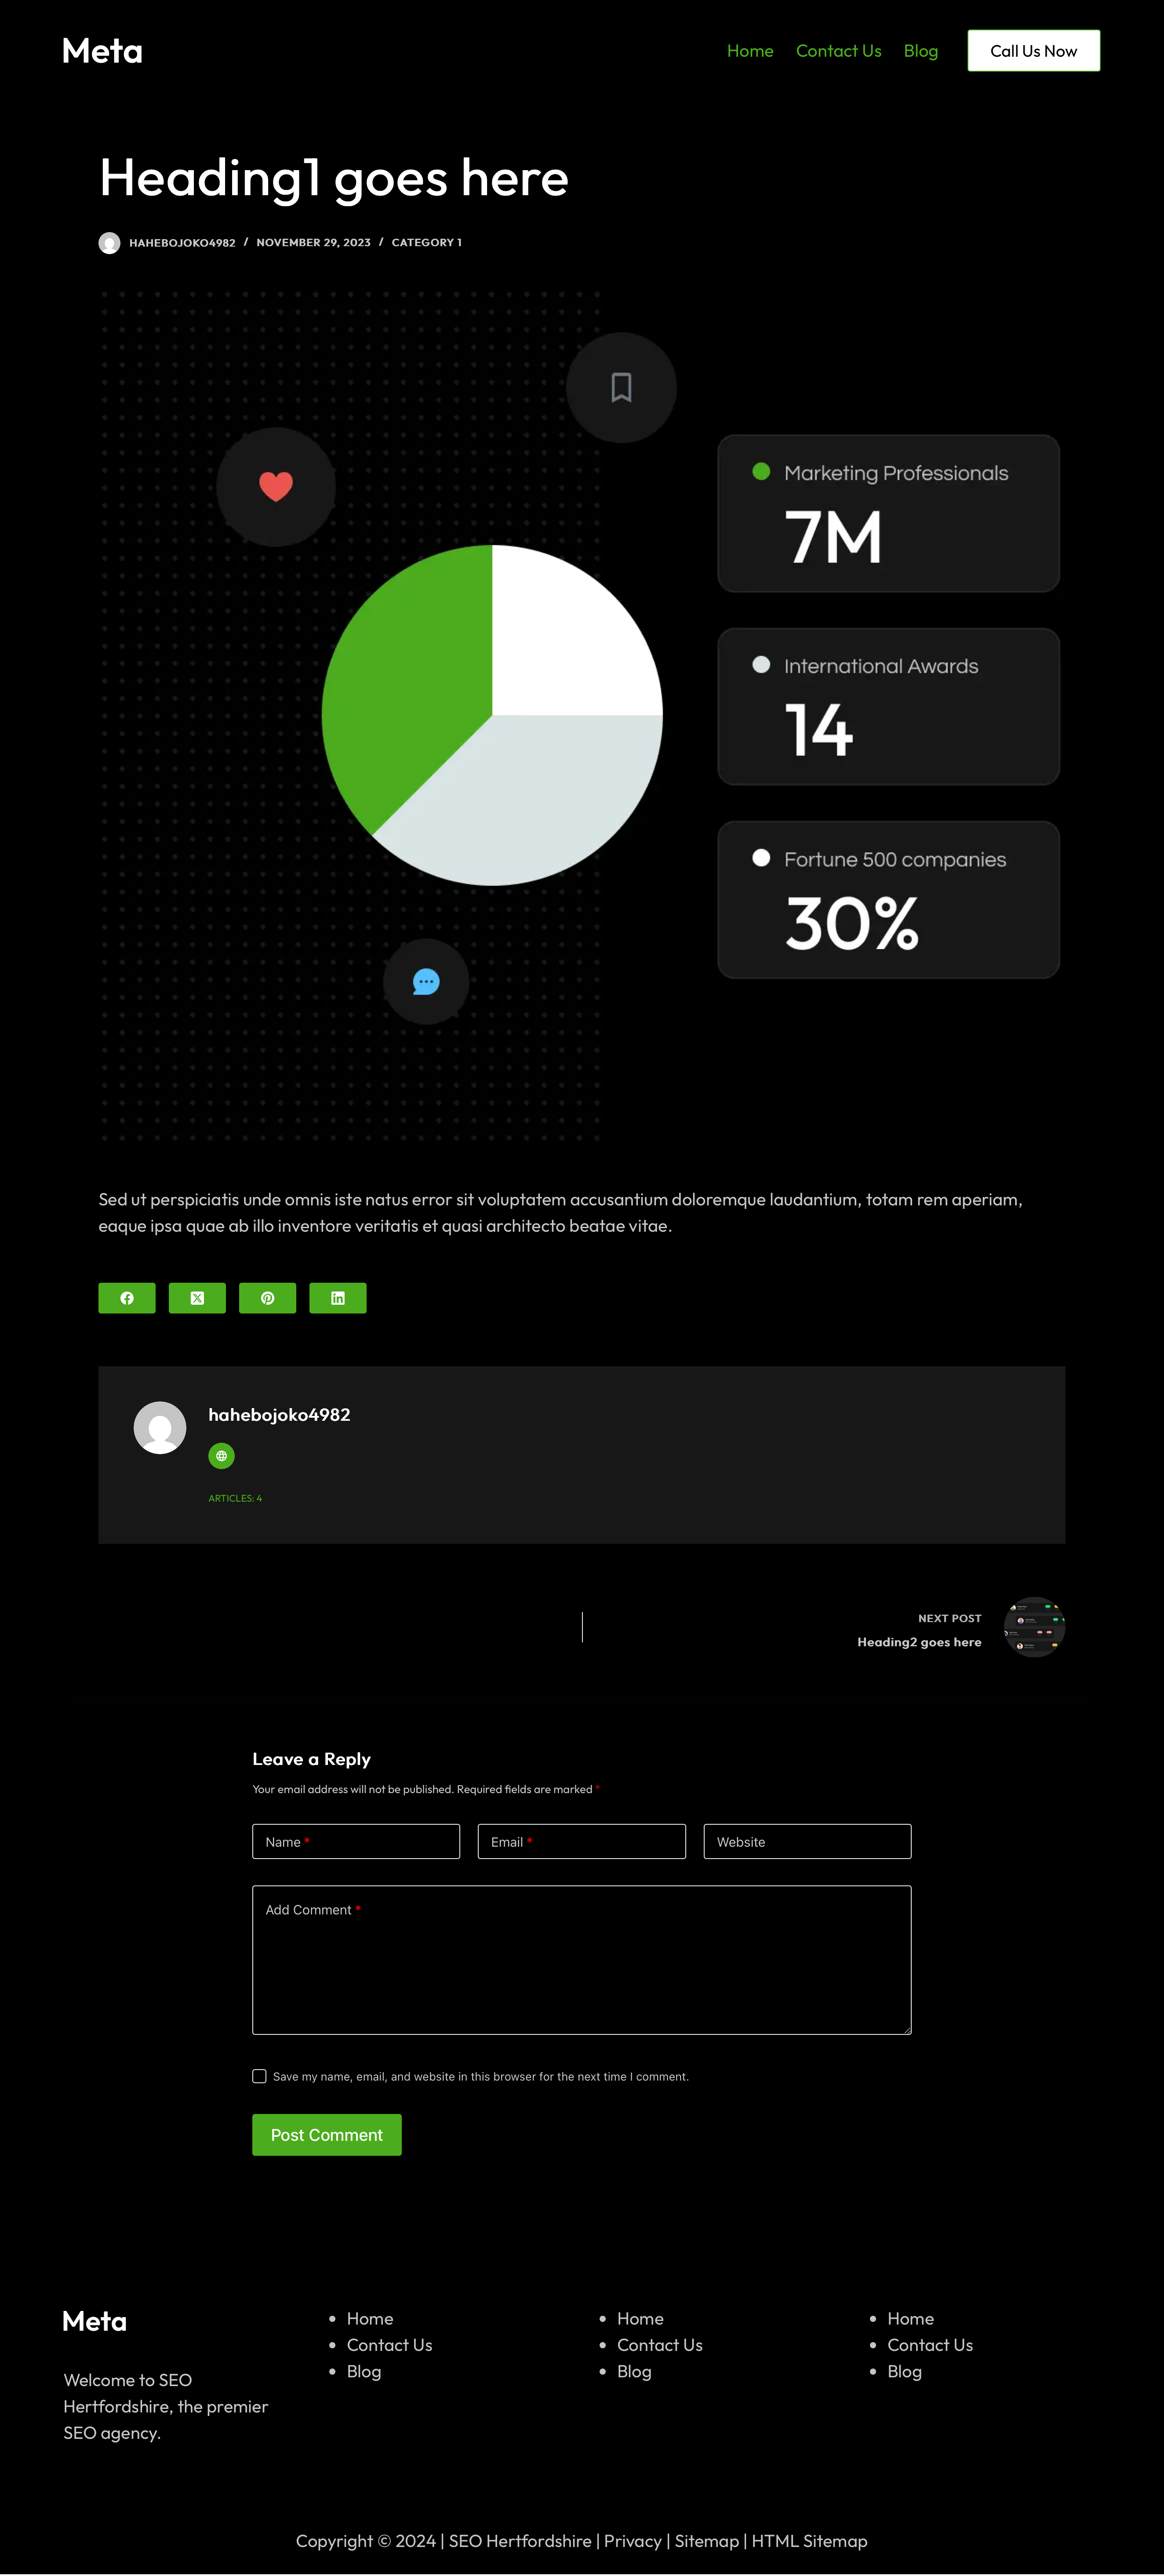 Meta
Home Contact Us Blog Call Us Now
Heading1 goes here
HAHEBOJOKO4982 / NOVEMBER 29, 2023 / CATEGORY 1
Marketing Professionals
7M
International Awards
14
Fortune 500 companies
30%
Sed ut perspiciatis unde omnis iste natus error sit voluptatem accusantium doloremque laudantium, totam rem aperiam,
eaque ipsa quae ab illo inventore veritatis et quasi architecto beatae vitae.
hahebojoko4982
ARTICLES: 4
NEXT POST
Heading2 goes here
Leave a Reply
Your email address will not be published. Required fields are marked *
Name * Email * Website
Add Comment *
Save my name, email, and website in this browser for the next time I comment.
Post Comment
Meta
Welcome to SEO
Hertfordshire, the premier
SEO agency.
Home
Contact Us
Blog
Home
Contact Us
Blog
Home
Contact Us
Blog
Copyright © 2024 | SEO Hertfordshire | Privacy | Sitemap | HTML Sitemap